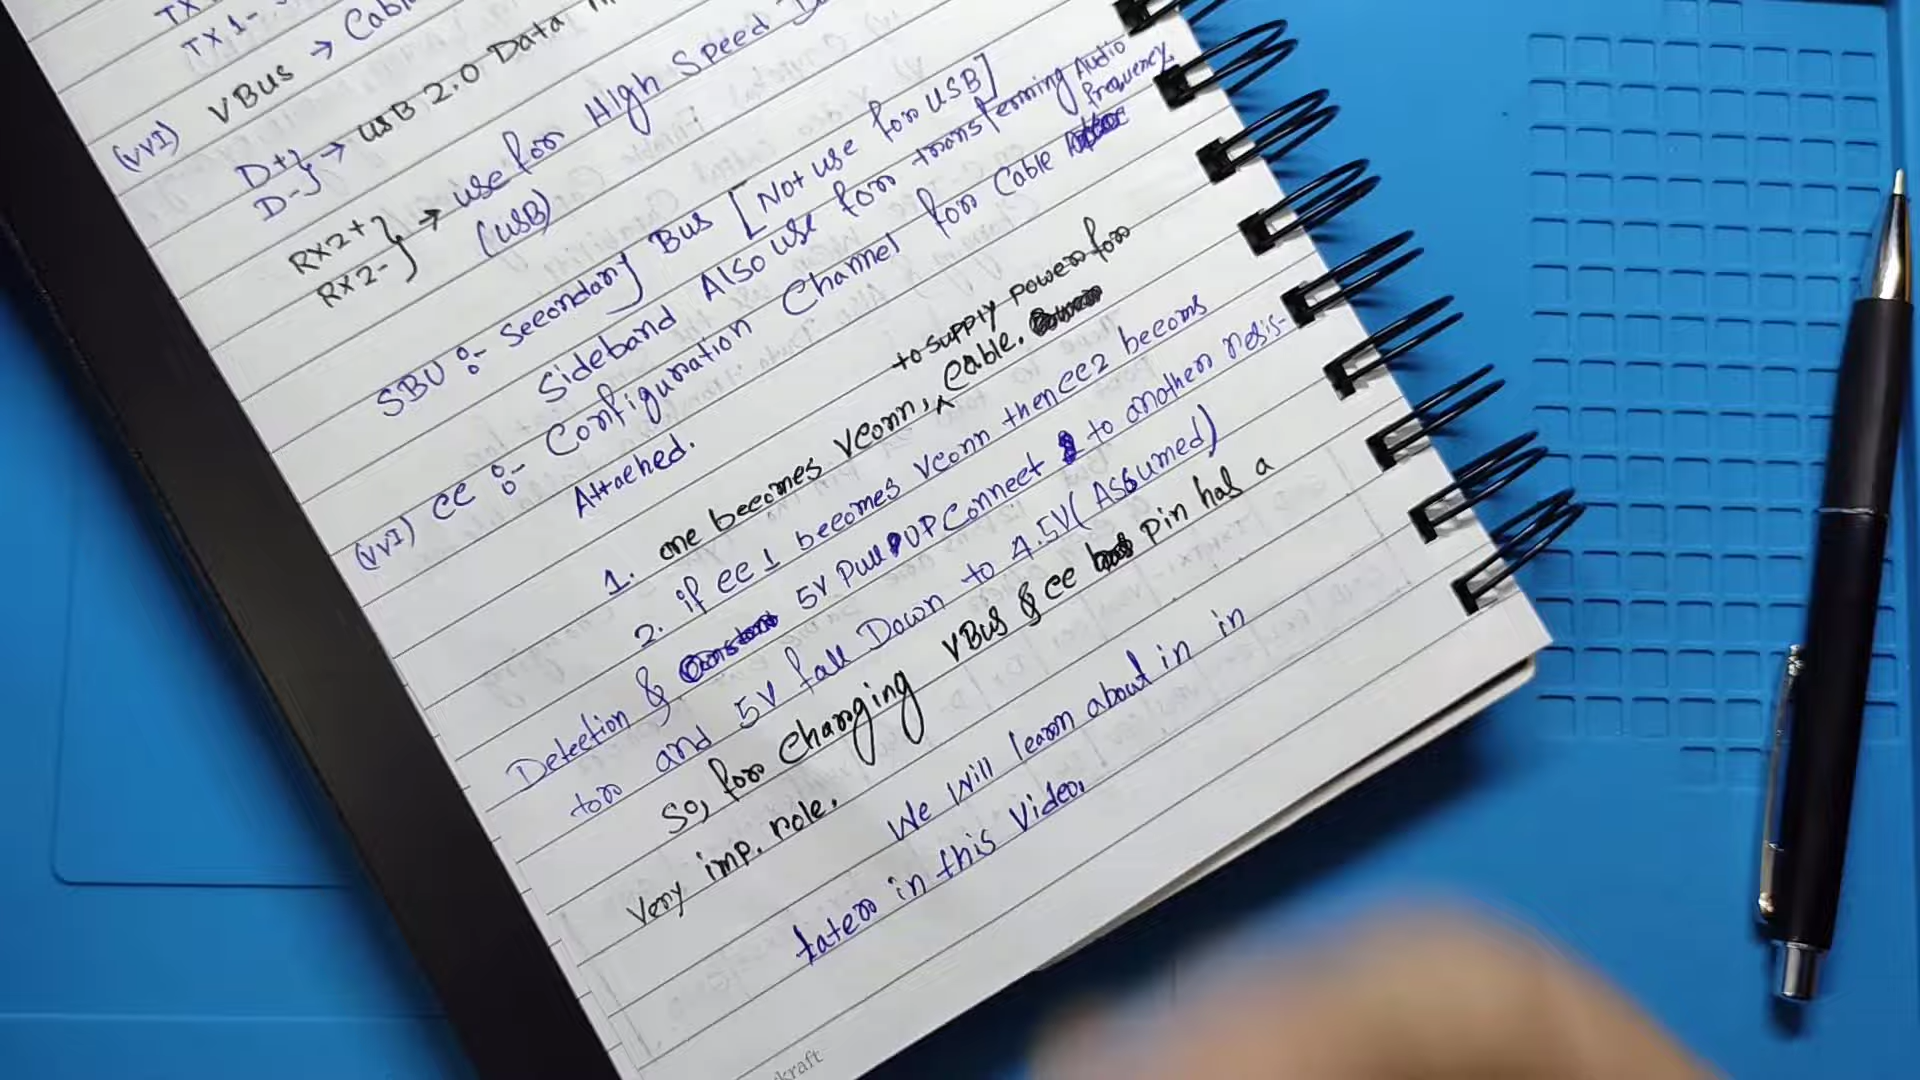 TX
TX1-
(VVI) VBus → Cable
D+} → USB 2.0 Data
D-}
RX2+} → use for High Speed
RX2-} (USB)
SBU :- Secondary Bus [Not use for USB]
Sideband Also use for transferring Audio frequency
(VVI) CC :- Configuration Channel for Cable
Attached.
1. one becomes Vconn, to supply power for cable.
2. if CC1 becomes Vconn then CC2 becoms
Detection & 5V Pull UP Connect to another resis-
tor and 5V fall Down to 4.5V (Assumed)
So, for changing VBus & CC Pin has a
Very imp. role.
We will learn about in in
later in this Video.
kraft